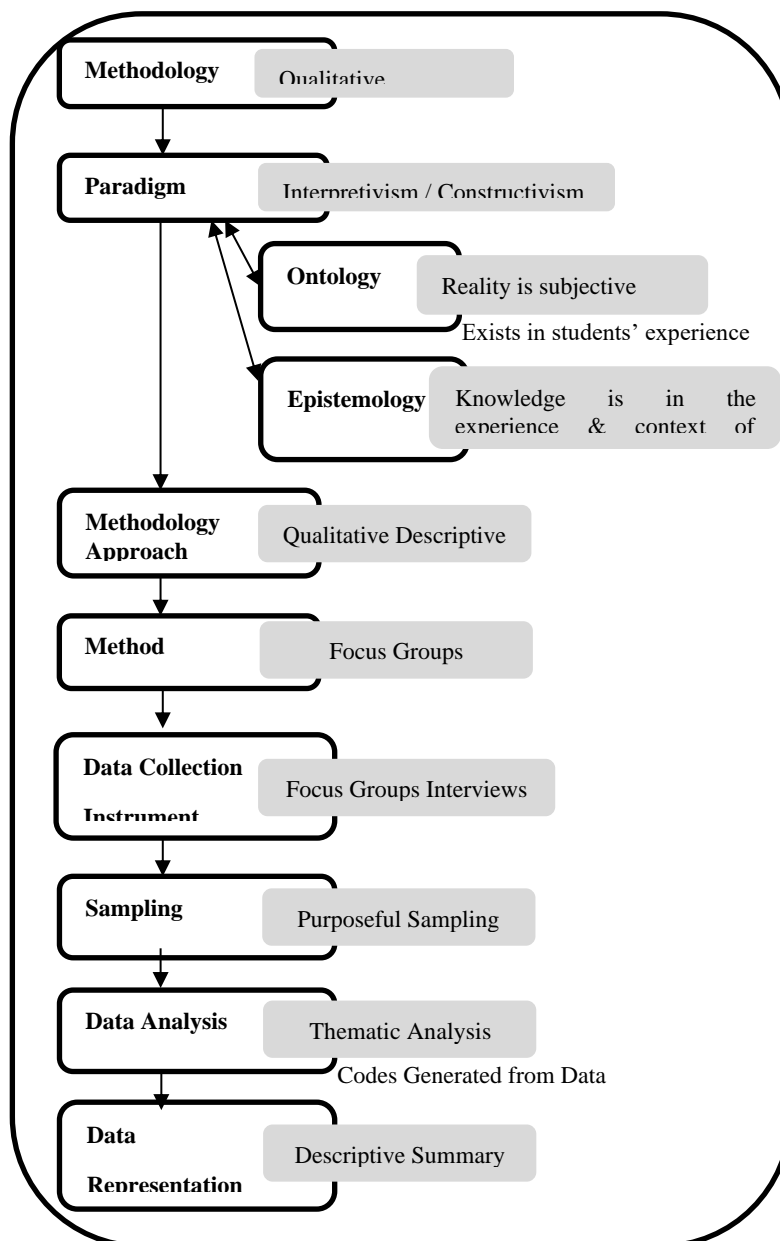 Methodology
Qualitative
Paradigm
Interpretivism / Constructivism
Ontology
Reality is subjective
Exists in students’ experience
Epistemology
Knowledge is in the
experience & context of
Methodology
Approach
Qualitative Descriptive
Method
Focus Groups
Data Collection
Instrument
Focus Groups Interviews
Sampling
Purposeful Sampling
Data Analysis
Thematic Analysis
Codes Generated from Data
Data
Representation
Descriptive Summary